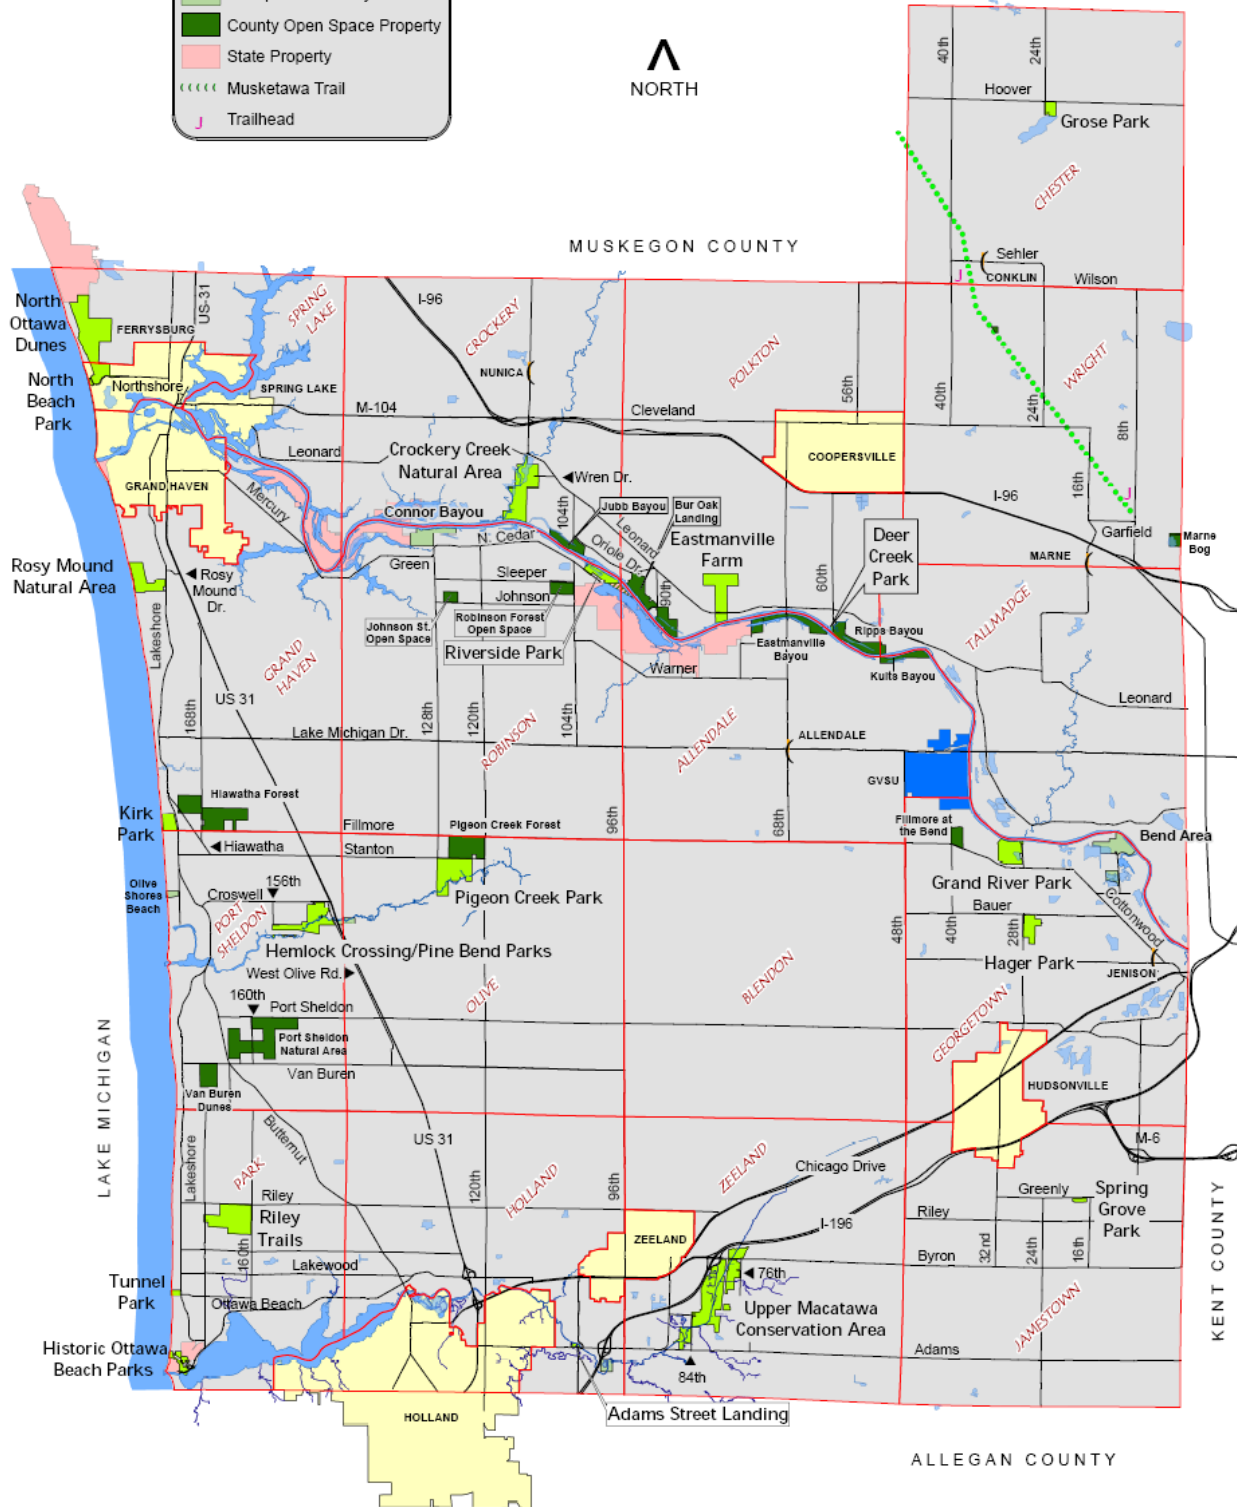 County Open Space Property
State Property
Musketawa Trail
J Trailhead
NORTH
40th
24th
Hoover
Grose Park
CHESTER
MUSKEGON COUNTY
Sehler
J
CONKLIN
Wilson
North
Ottawa
Dunes
US-31
FERRYSBURG
SPRING
LAKE
I-96
CROCKERY
POLKTON
WRIGHT
North
Beach
Park
Northshore
SPRING LAKE
NUNICA
M-104
Cleveland
56th
40th
24th
8th
Leonard
Crockery Creek
Natural Area
Wren Dr.
COOPERSVILLE
GRAND HAVEN
Mercury
Connor Bayou
104th
Jubb Bayou
Bur Oak
Landing
Leonard
Oriole Dr.
N. Cedar
I-96
16th
J
Garfield
Marne
Bog
MARNE
Eastmanville
Farm
Deer
Creek
Park
Rosy Mound
Natural Area
Rosy
Mound
Dr.
Green
Sleeper
Johnson
90th
60th
Johnson St.
Open Space
Robinson Forest
Open Space
Riverside Park
Lakeshore
GRAND
HAVEN
Warner
Eastmanville
Bayou
Ripps Bayou
Kuits Bayou
TALLMADGE
Leonard
US 31
168th
128th
120th
104th
ROBINSON
ALLENDALE
Lake Michigan Dr.
ALLENDALE
GVSU
Hiawatha Forest
Kirk
Park
Fillmore
Pigeon Creek Forest
96th
68th
Fillmore at
the Bend
Bend Area
Hiawatha
Stanton
Olive
Shores
Beach
Croswell
156th
Pigeon Creek Park
Grand River Park
Cottonwood
PORT
SHELDON
Bauer
48th
40th
28th
Hemlock Crossing/Pine Bend Parks
West Olive Rd.
Hager Park
JENISON
OLIVE
BLENDON
GEORGETOWN
160th
Port Sheldon
Port Sheldon
Natural Area
Van Buren
Van Buren
Dunes
HUDSONVILLE
LAKE MICHIGAN
Butternut
US 31
M-6
Lakeshore
PARK
120th
HOLLAND
96th
ZEELAND
Chicago Drive
Riley
Riley
Trails
Greenly
Spring
Grove
Park
I-196
Riley
ZEELAND
160th
Lakewood
Byron
32nd
24th
16th
KENT COUNTY
Tunnel
Park
Ottawa Beach
76th
Upper Macatawa
Conservation Area
JAMESTOWN
Historic Ottawa
Beach Parks
Adams
84th
HOLLAND
Adams Street Landing
ALLEGAN COUNTY